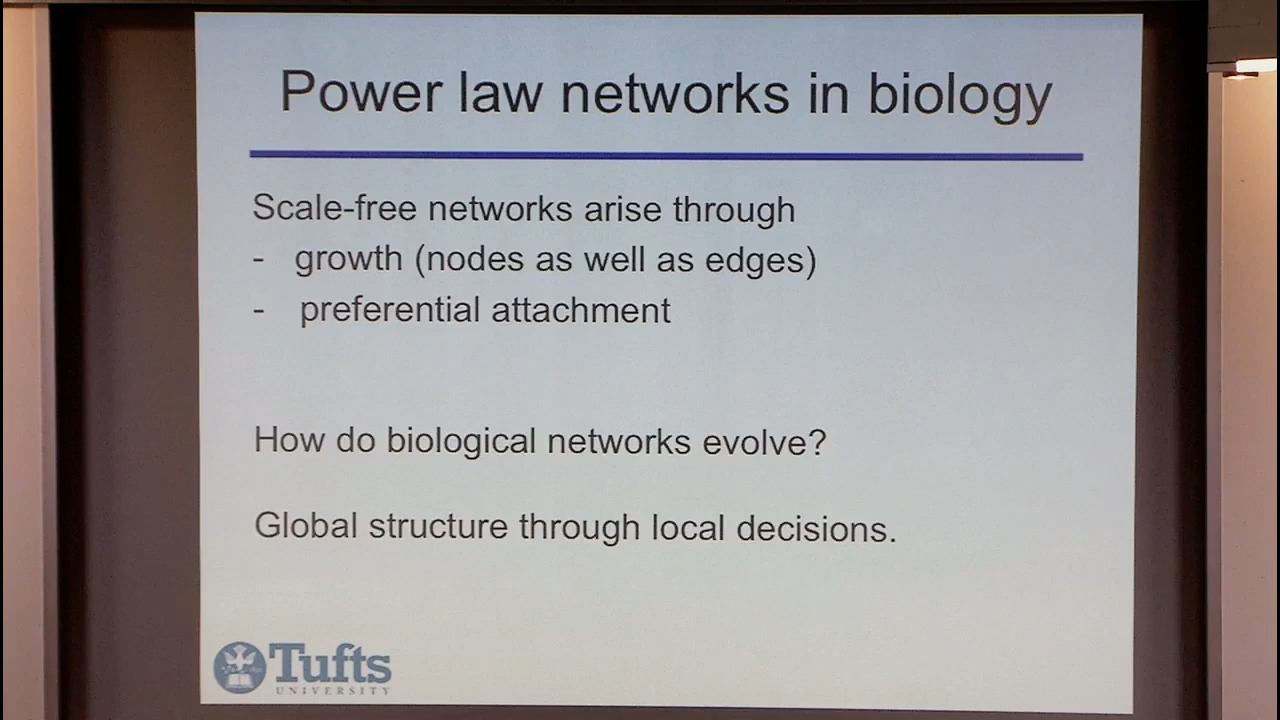 Power law networks in biology
Scale-free networks arise through
- growth (nodes as well as edges)
- preferential attachment
How do biological networks evolve?
Global structure through local decisions.
Tufts
UNIVERSITY